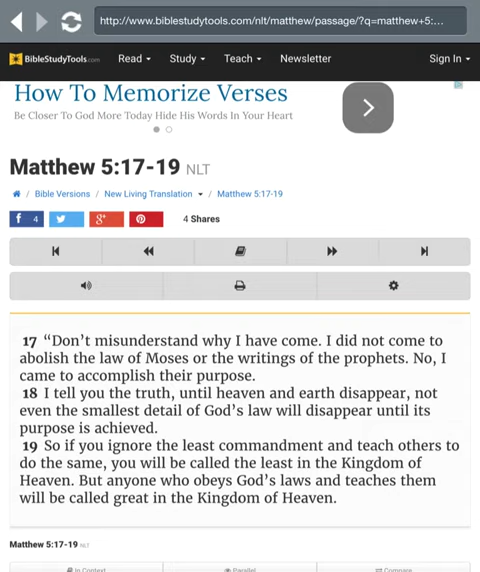 http://www.biblestudytools.com/nlt/matthew/passage/?q=matthew+5:...
BibleStudyTools.com Read Study Teach Newsletter Sign In
How To Memorize Verses
Be Closer To God More Today Hide His Words In Your Heart
Matthew 5:17-19 NLT
/ Bible Versions / New Living Translation / Matthew 5:17-19
f 4 g+ 4 Shares
17 “Don’t misunderstand why I have come. I did not come to
abolish the law of Moses or the writings of the prophets. No, I
came to accomplish their purpose.
18 I tell you the truth, until heaven and earth disappear, not
even the smallest detail of God’s law will disappear until its
purpose is achieved.
19 So if you ignore the least commandment and teach others to
do the same, you will be called the least in the Kingdom of
Heaven. But anyone who obeys God’s laws and teaches them
will be called great in the Kingdom of Heaven.
Matthew 5:17-19 NLT
In Context Parallel Compare